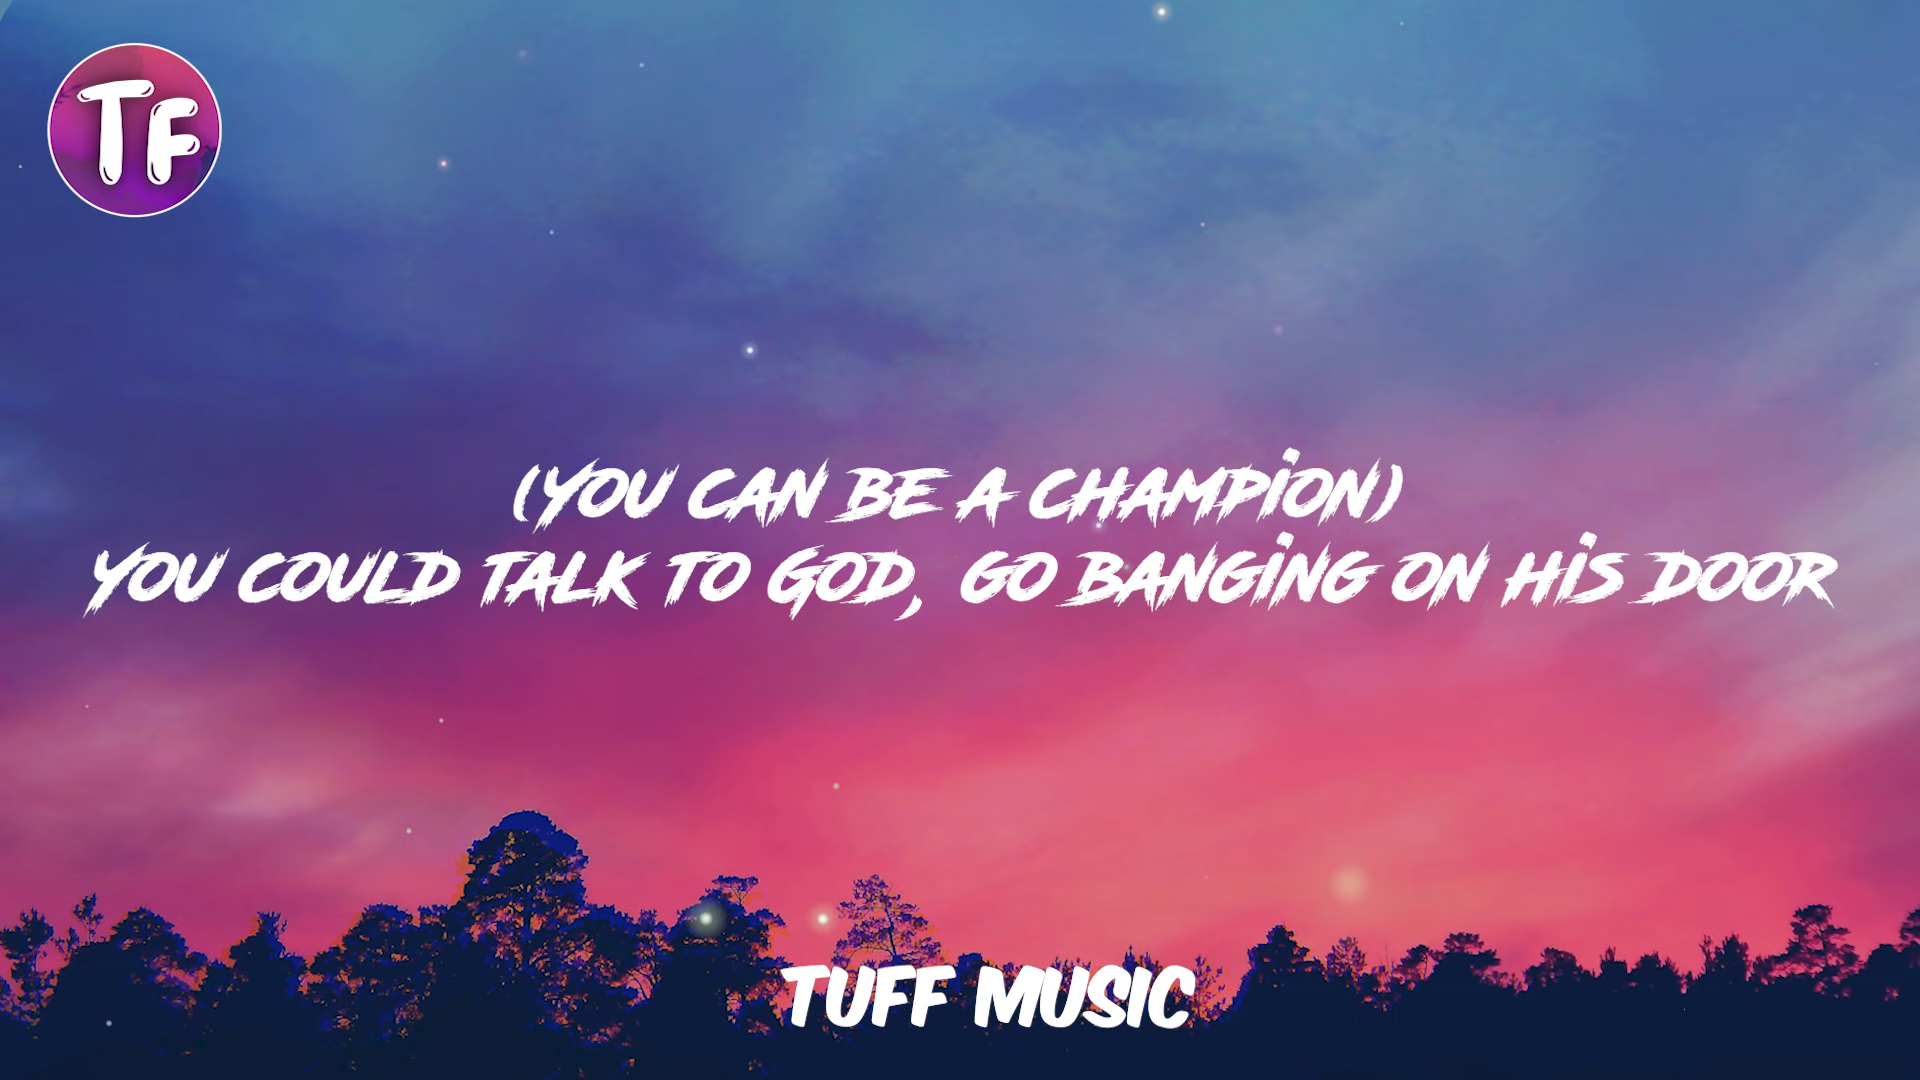 TF
(YOU CAN BE A CHAMPiON)
YOU COULD TALK TO GOD, GO BANGiNG ON HiS DOOR
TUFF MUSIC